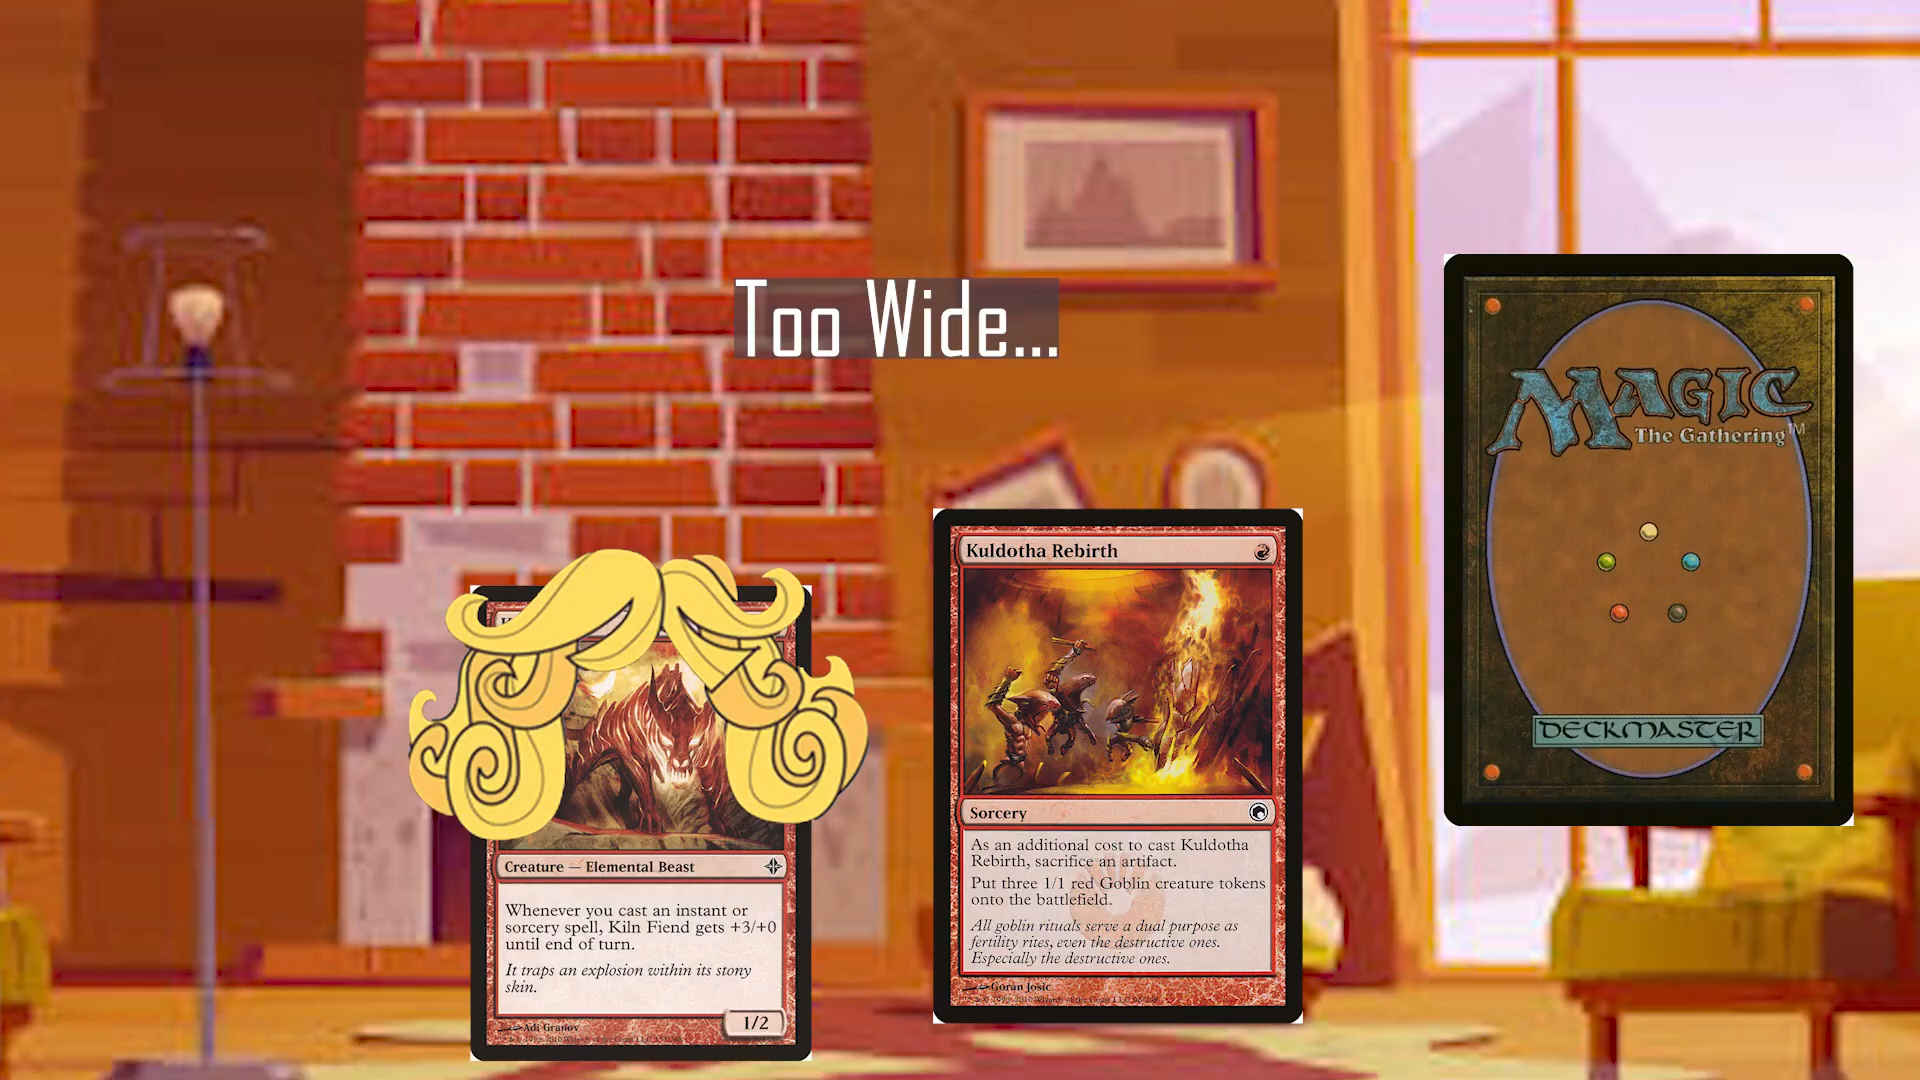 Too Wide...
MAGIC
The Gathering™
DECKMASTER
Kuldotha Rebirth
Sorcery
As an additional cost to cast Kuldotha
Rebirth, sacrifice an artifact.
Put three 1/1 red Goblin creature tokens
onto the battlefield.
All goblin rituals serve a dual purpose as
fertility rites, even the destructive ones.
Especially the destructive ones.
Goran Josic
K
Creature — Elemental Beast
Whenever you cast an instant or
sorcery spell, Kiln Fiend gets +3/+0
until end of turn.
It traps an explosion within its stony
skin.
1/2
Adi Granov